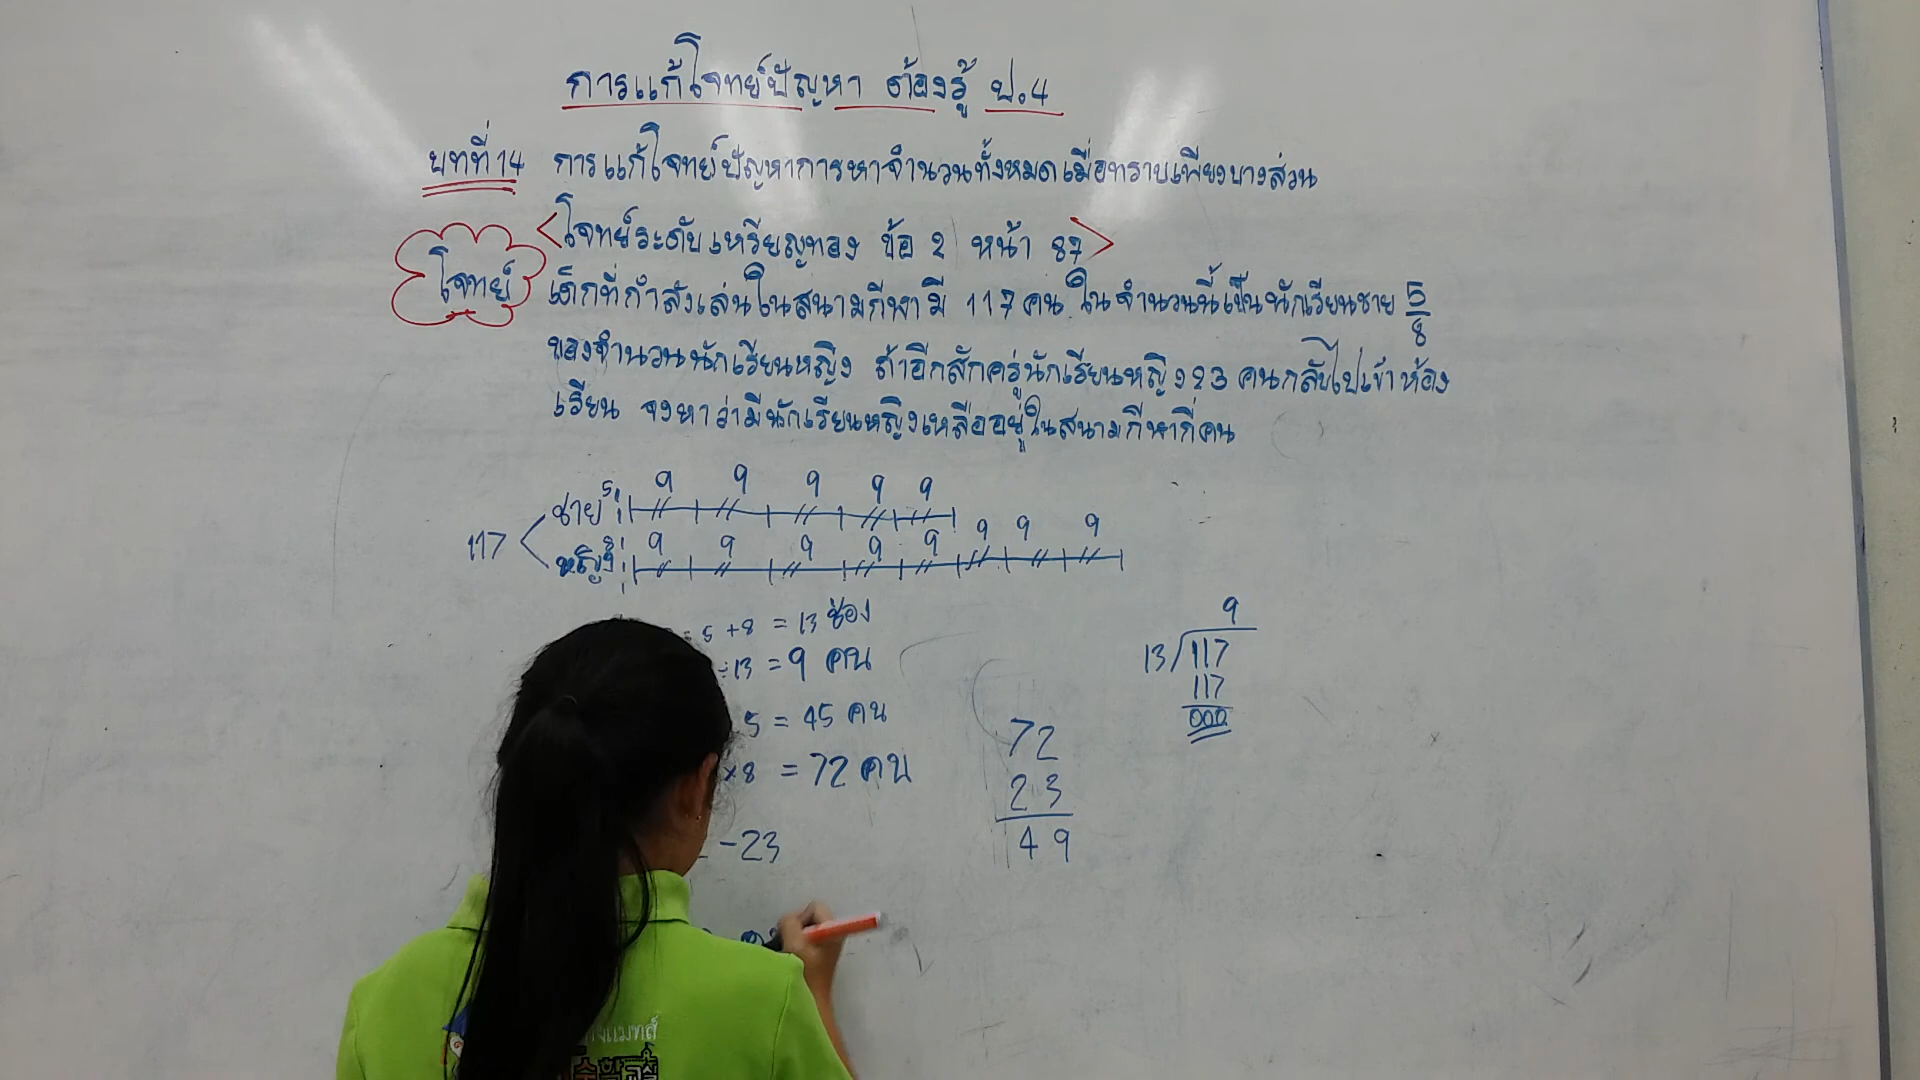 การแก้โจทย์ปัญหา ต้องรู้ ป.4
บทที่ 14 การแก้โจทย์ปัญหาการหาจำนวนทั้งหมดเมื่อทราบเพียงบางส่วน
<โจทย์ระดับเหรียญทอง ข้อ 2 หน้า 87>
โจทย์ เด็กที่กำลังเล่นในสนามกีฬามี 117 คน ในจำนวนนี้เป็นนักเรียนชาย 5/8
ของจำนวนนักเรียนหญิง ถ้าอีกสักครู่นักเรียนหญิง 23 คนกลับไปเข้าห้อง
เรียน จงหาว่ามีนักเรียนหญิงเหลืออยู่ในสนามกีฬากี่คน
9 9 9 9 9
ชาย 5
117
9 9 9 9 9 9 9 9
หญิง 8
= 5 + 8 = 13 ช่อง
÷ 13 = 9 คน
5 = 45 คน
× 8 = 72 คน
- 23
72
23
49
9
13 117
117
000